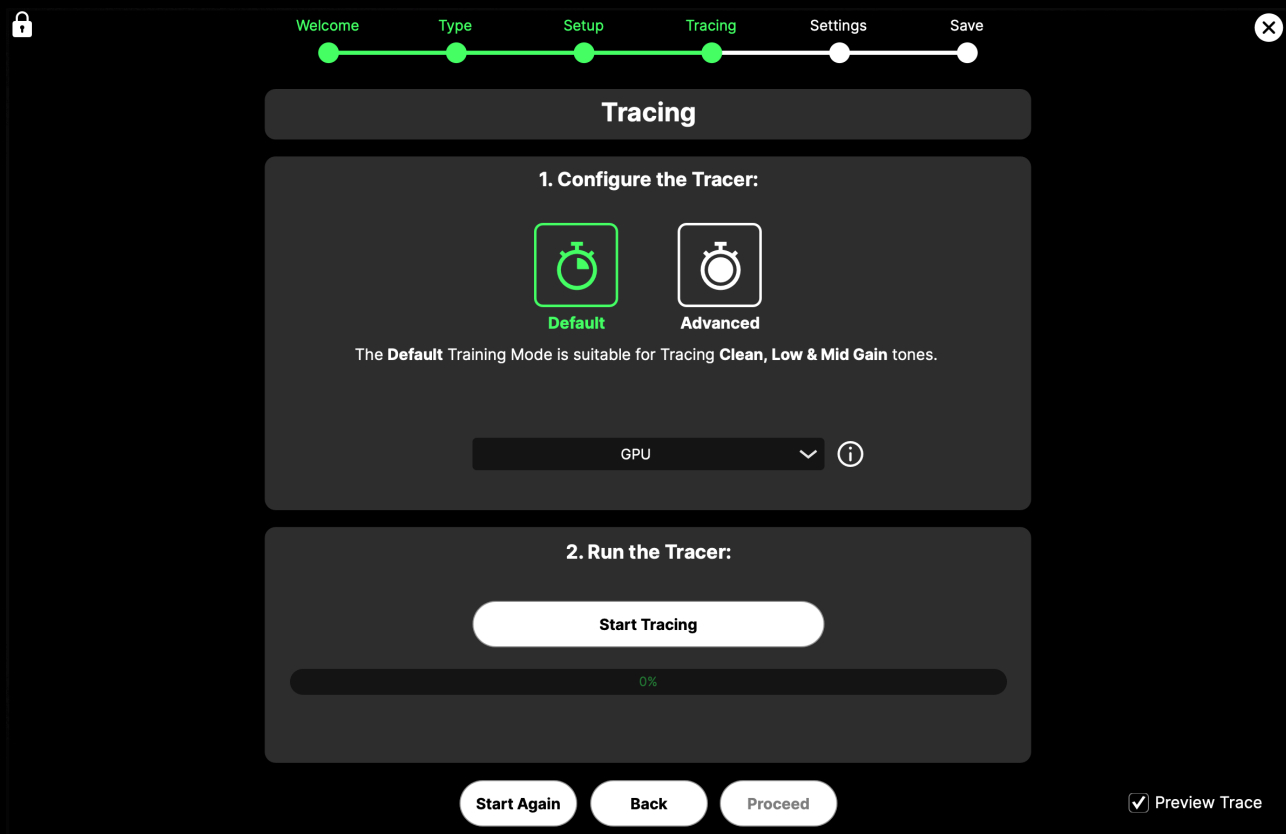 Welcome
Type
Setup
Tracing
Settings
Save
Tracing
1. Configure the Tracer:
Default
Advanced
The Default Training Mode is suitable for Tracing Clean, Low & Mid Gain tones.
GPU
2. Run the Tracer:
Start Tracing
0%
Start Again
Back
Proceed
Preview Trace